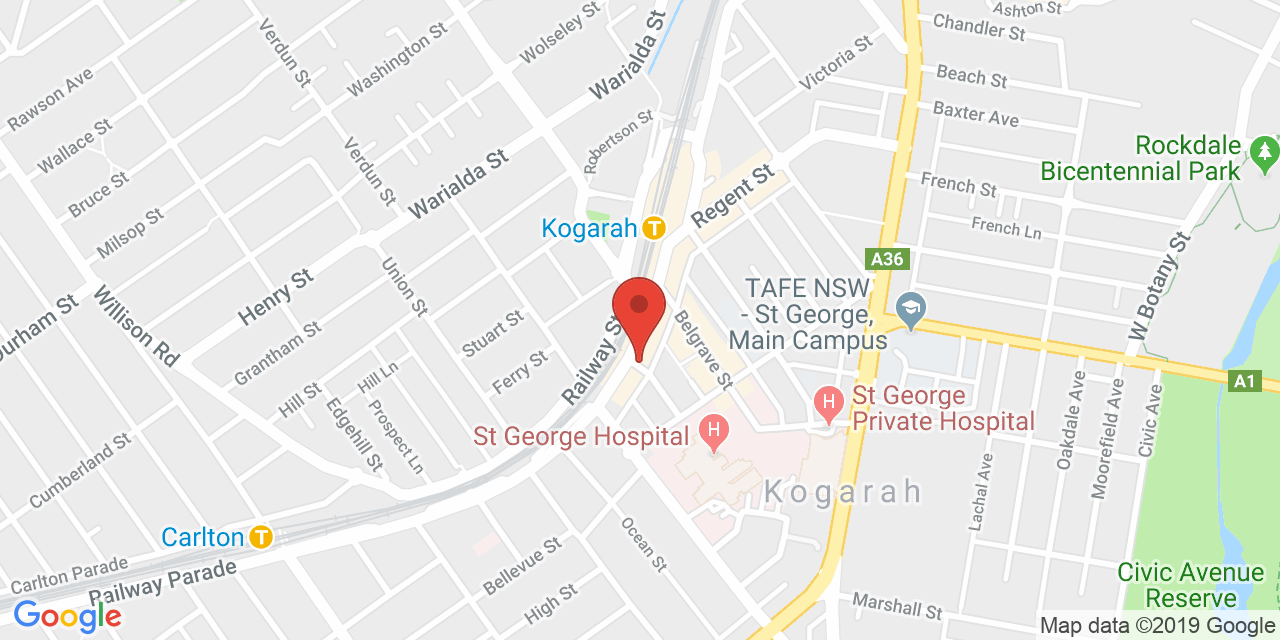 Ashton St
Chandler St
Wolseley St
Warialda St
Verdun St
Washington St
Victoria St
Beach St
Rawson Ave
Baxter Ave
Wallace St
Robertson St
Rockdale
Bicentennial Park
Verdun St
Bruce St
Warialda St
Regent St
French St
Milsop St
French Ln
Kogarah
T
A36
W Botany St
Union St
Henry St
TAFE NSW
- St George,
Main Campus
Willison Rd
Durham St
Stuart St
Railway St
Belgrave St
Grantham St
Ferry St
Hill Ln
A1
Hill St
Edgehill St
Prospect Ln
St George
Private Hospital
H
St George Hospital
H
Oakdale Ave
Moorefield Ave
Civic Ave
Cumberland St
Kogarah
Lachal Ave
Carlton
T
Ocean St
Bellevue St
Carlton Parade
Railway Parade
High St
Civic Avenue
Reserve
Marshall St
Google
Map data ©2019 Google